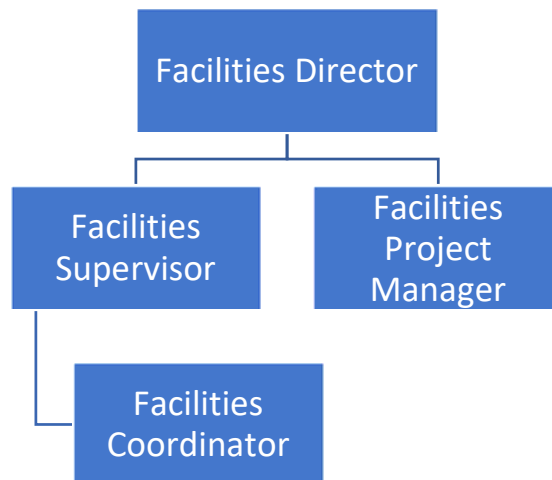 Facilities Director
Facilities
Supervisor
Facilities
Project
Manager
Facilities
Coordinator